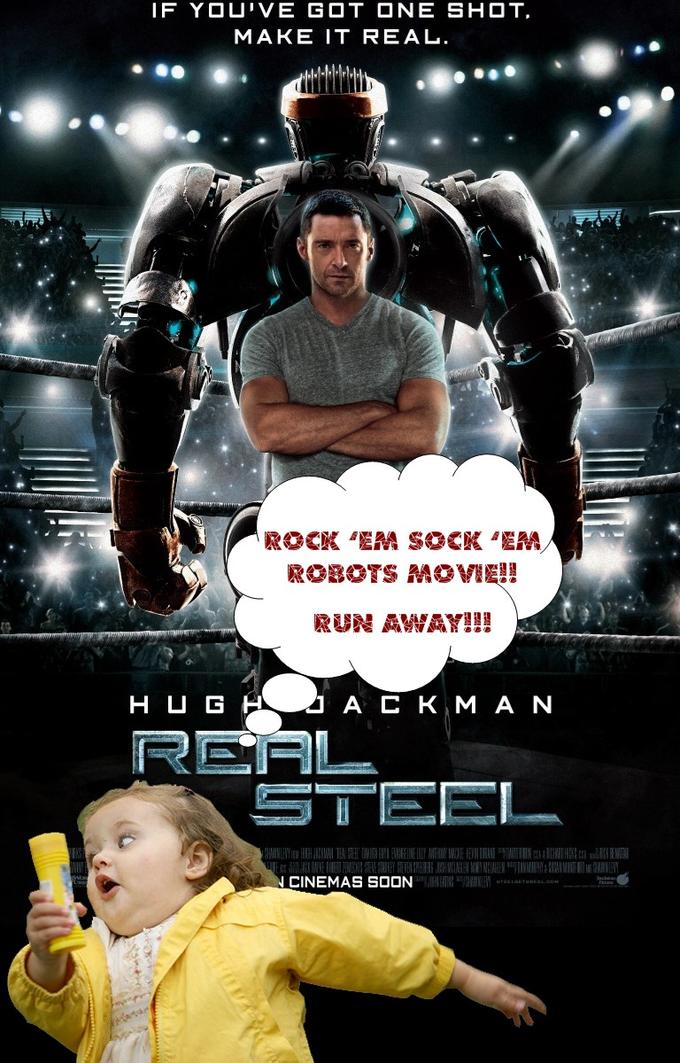 IF YOU'VE GOT ONE SHOT,
MAKE IT REAL.
ROCK ‘EM SOCK ‘EM
ROBOTS MOVIE!!
RUN AWAY!!!
HUGH JACKMAN
REAL
STEEL
N CINEMAS SOON